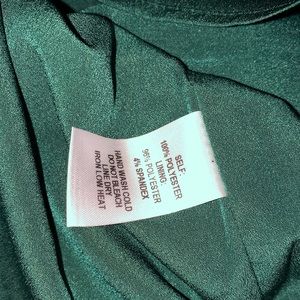 SELF:
100% POLYESTER
LINING:
96% POLYESTER
4% SPANDEX
HAND WASH COLD
DO NOT BLEACH
LINE DRY
IRON LOW HEAT